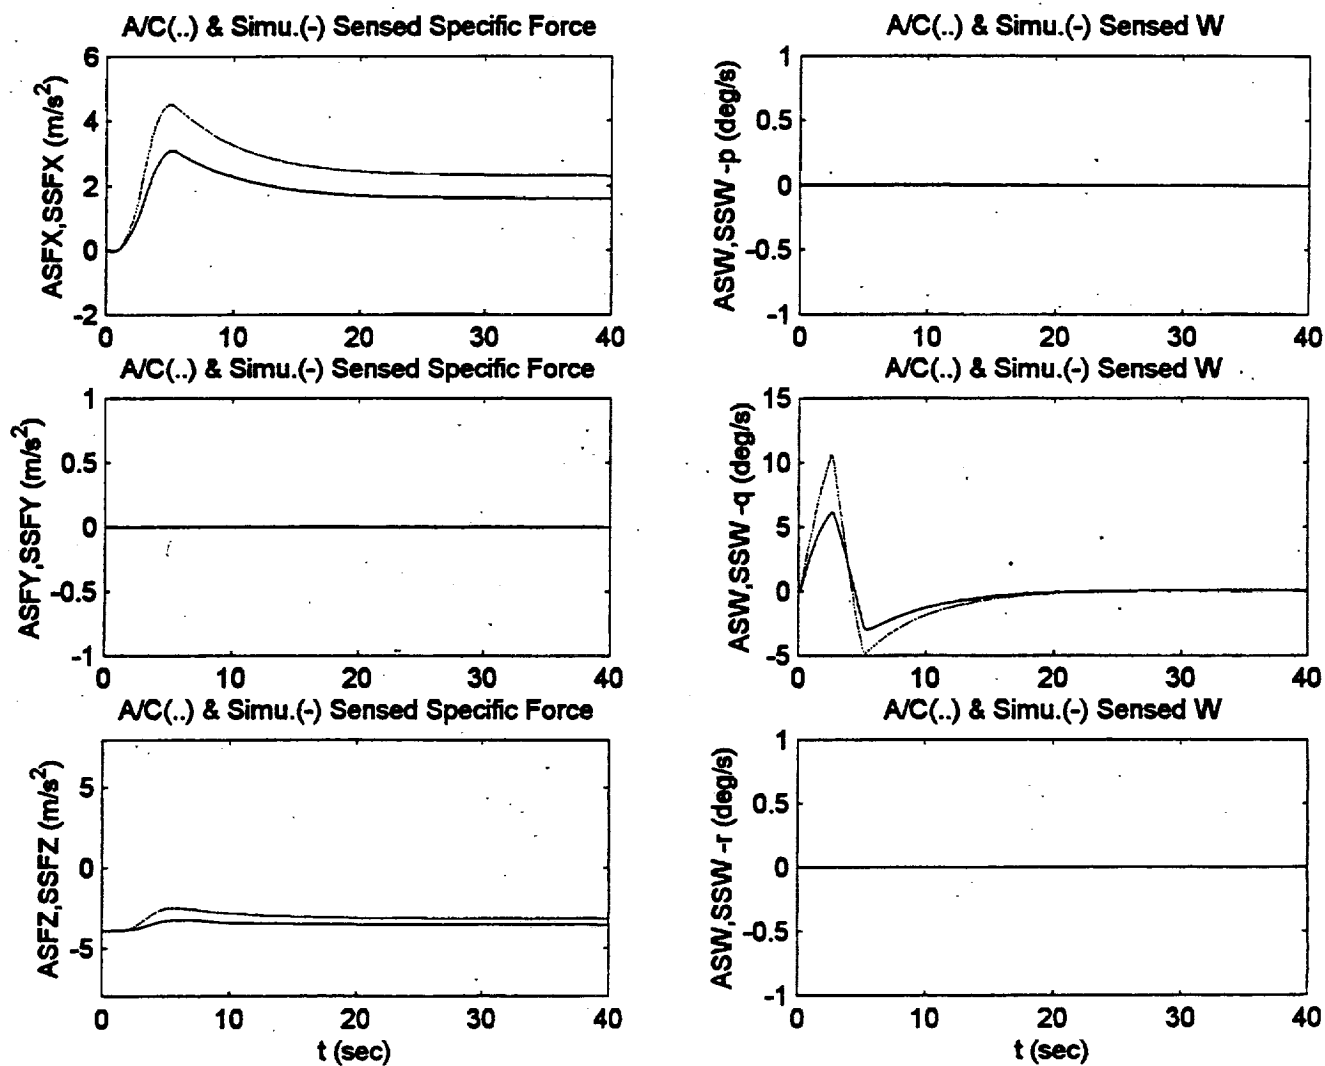 A/C(..) & Simu.(-) Sensed Specific Force
ASFX,SSFX (m/s²)
6
4
2
0
-2
0 10 20 30 40
A/C(..) & Simu.(-) Sensed W
ASW,SSW -p (deg/s)
1
0.5
0
-0.5
-1
0 10 20 30 40
A/C(..) & Simu.(-) Sensed Specific Force
ASFY,SSFY (m/s²)
1
0.5
0
-0.5
-1
0 10 20 30 40
A/C(..) & Simu.(-) Sensed W
ASW,SSW -q (deg/s)
15
10
5
0
-5
0 10 20 30 40
A/C(..) & Simu.(-) Sensed Specific Force
ASFZ,SSFZ (m/s²)
5
0
-5
0 10 20 30 40
t (sec)
A/C(..) & Simu.(-) Sensed W
ASW,SSW -r (deg/s)
1
0.5
0
-0.5
-1
0 10 20 30 40
t (sec)